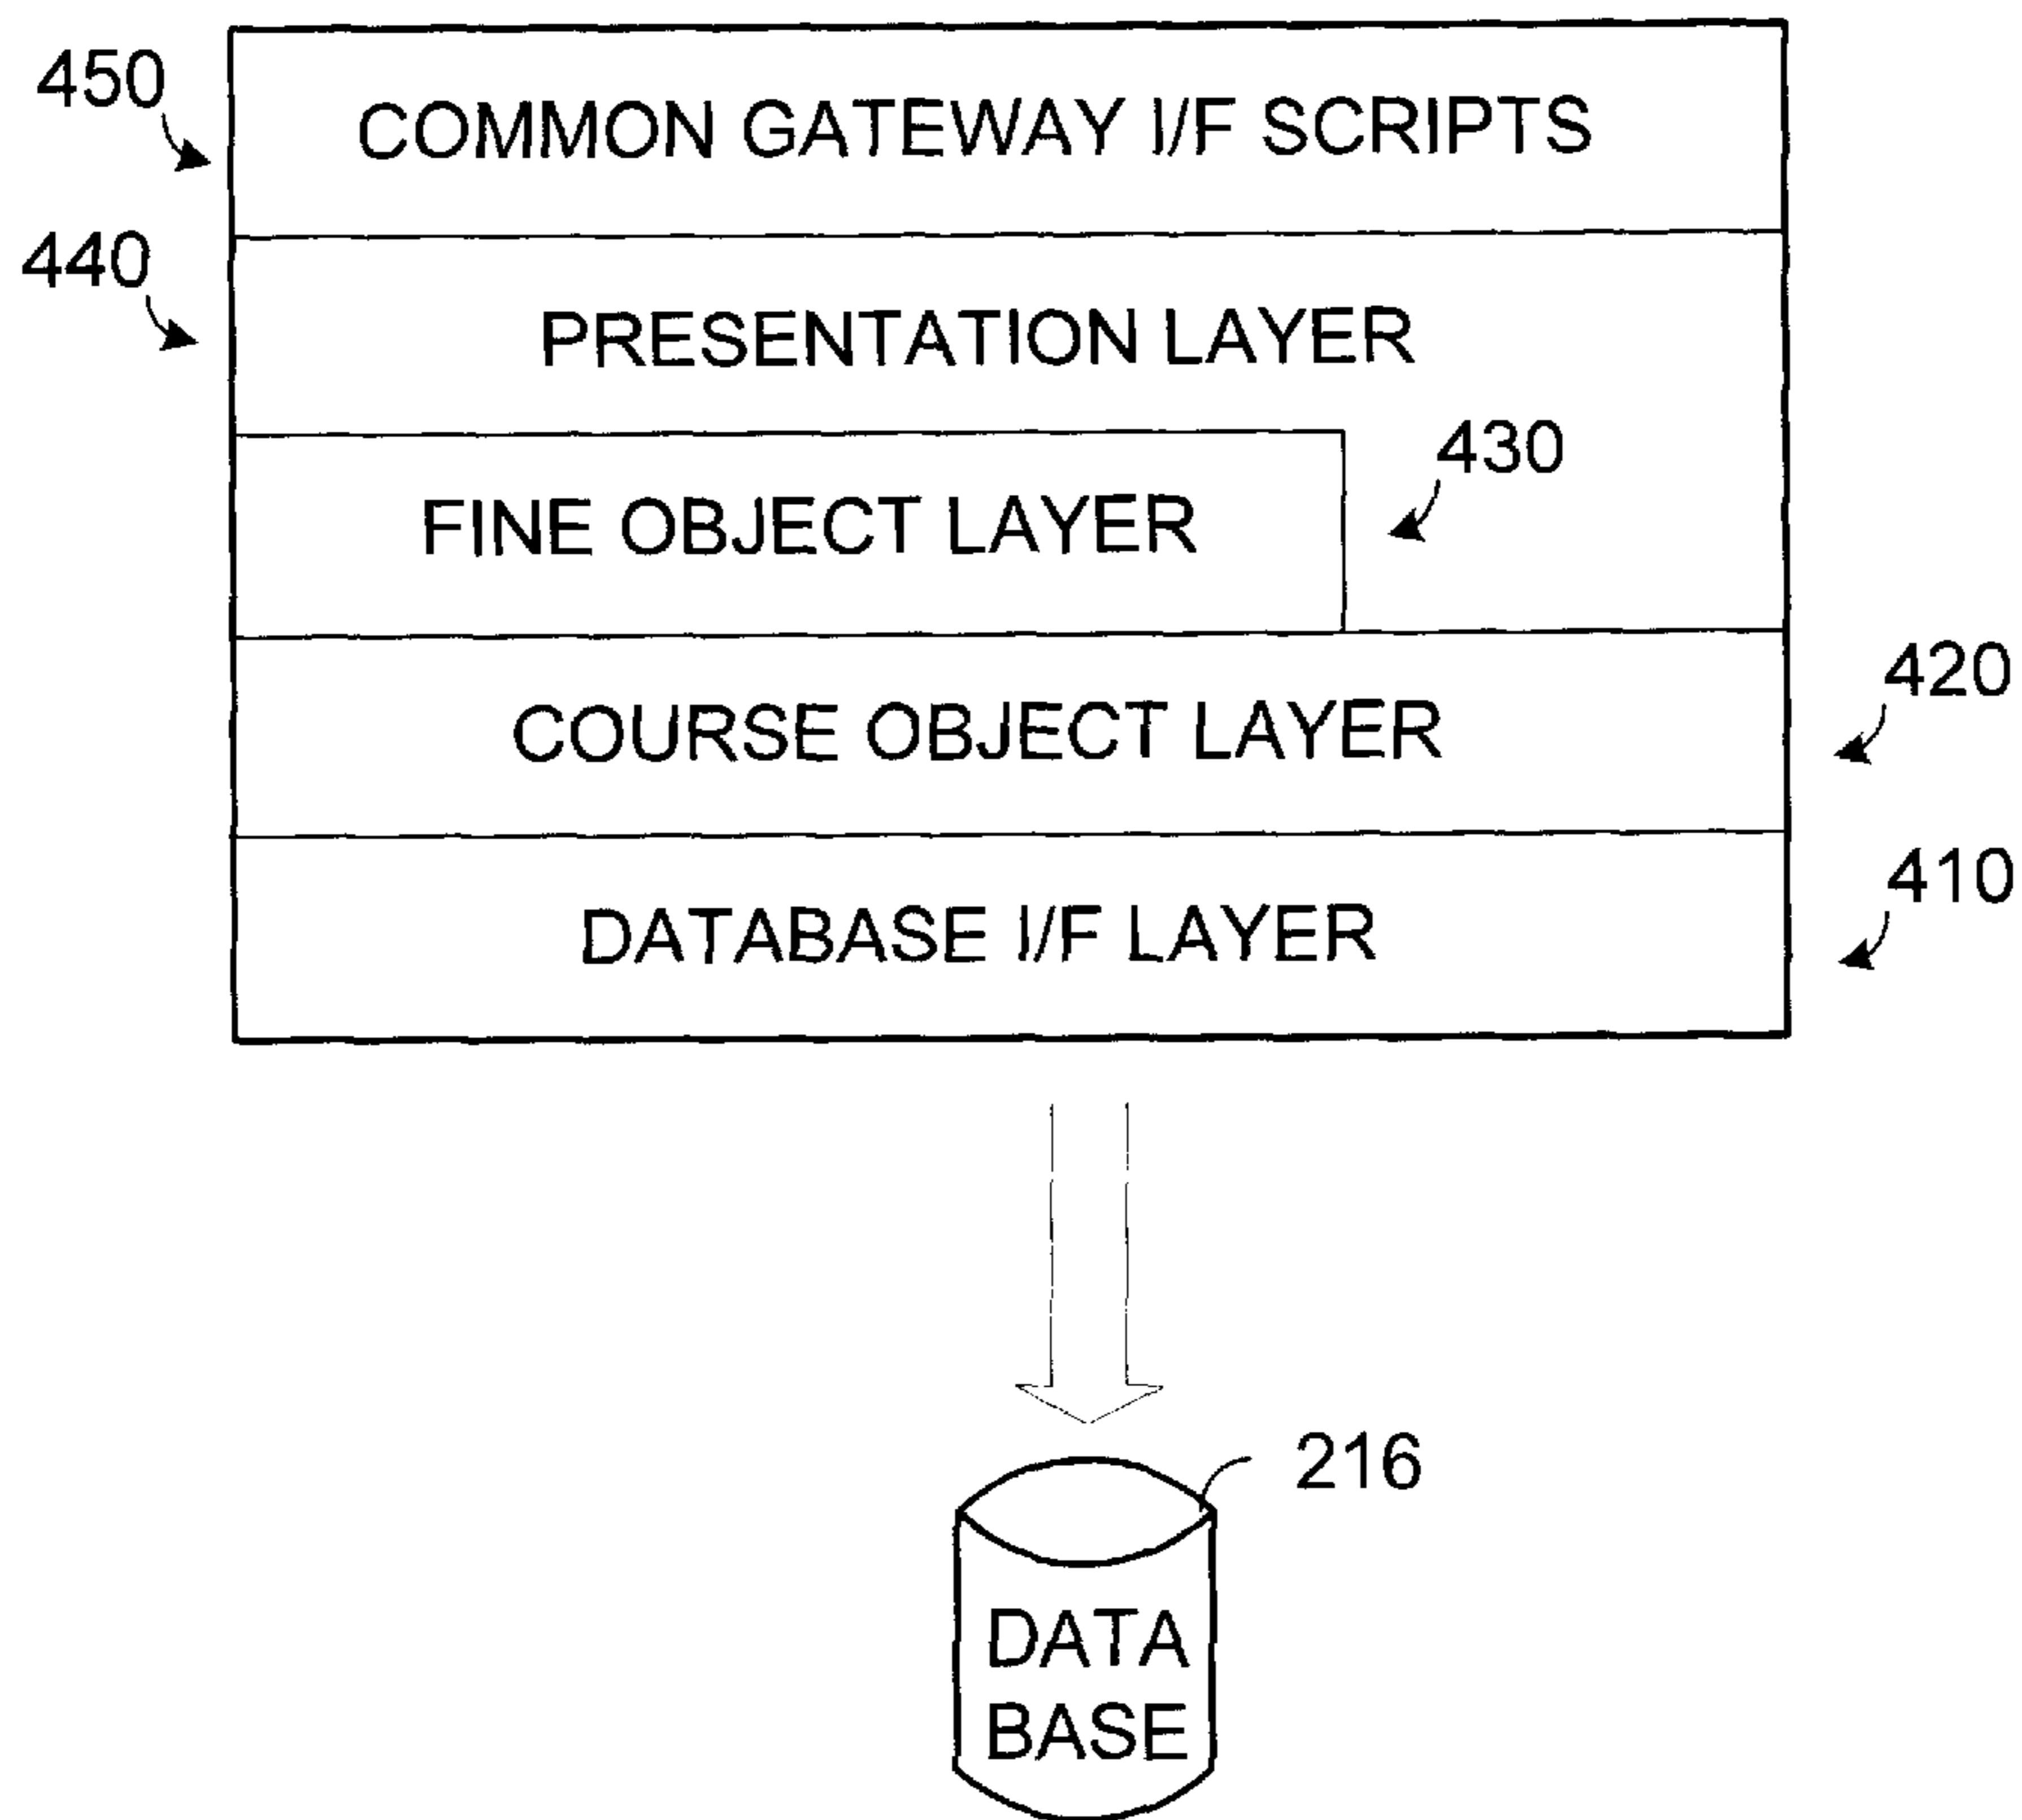 450
COMMON GATEWAY I/F SCRIPTS
440
PRESENTATION LAYER
430
FINE OBJECT LAYER
420
COURSE OBJECT LAYER
410
DATABASE I/F LAYER
216
DATA
BASE